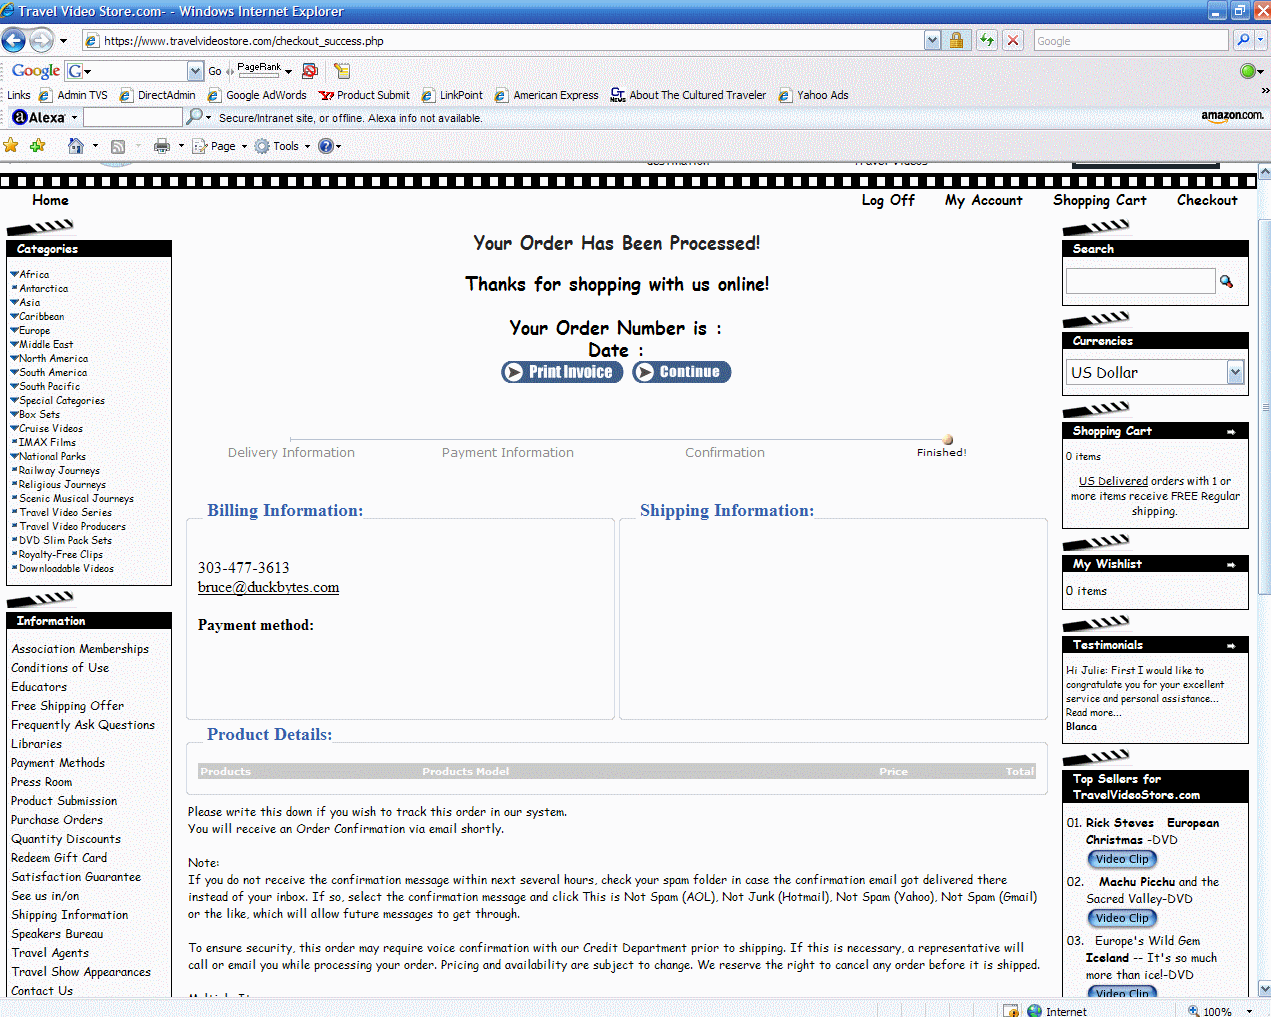 Travel Video Store.com- - Windows Internet Explorer
https://www.travelvideostore.com/checkout_success.php
Google
Google G Go PageRank
Links Admin TVS DirectAdmin Google AdWords Product Submit LinkPoint American Express About The Cultured Traveler Yahoo Ads »
Alexa Secure/Intranet site, or offline. Alexa info not available. amazon.com.
Page Tools
Home Log Off My Account Shopping Cart Checkout
Categories
Africa
Antarctica
Asia
Caribbean
Europe
Middle East
North America
South America
South Pacific
Special Categories
Box Sets
Cruise Videos
IMAX Films
National Parks
Railway Journeys
Religious Journeys
Scenic Musical Journeys
Travel Video Series
Travel Video Producers
DVD Slim Pack Sets
Royalty-Free Clips
Downloadable Videos
Information
Association Memberships
Conditions of Use
Educators
Free Shipping Offer
Frequently Ask Questions
Libraries
Payment Methods
Press Room
Product Submission
Purchase Orders
Quantity Discounts
Redeem Gift Card
Satisfaction Guarantee
See us in/on
Shipping Information
Speakers Bureau
Travel Agents
Travel Show Appearances
Contact Us
Your Order Has Been Processed!
Thanks for shopping with us online!
Your Order Number is :
Date :
Print Invoice Continue
Delivery Information Payment Information Confirmation Finished!
Billing Information:
303-477-3613
bruce@duckbytes.com
Payment method:
Shipping Information:
Product Details:
Products Products Model Price Total
Please write this down if you wish to track this order in our system.
You will receive an Order Confirmation via email shortly.
Note:
If you do not receive the confirmation message within next several hours, check your spam folder in case the confirmation email got delivered there
instead of your inbox. If so, select the confirmation message and click This is Not Spam (AOL), Not Junk (Hotmail), Not Spam (Yahoo), Not Spam (Gmail)
or the like, which will allow future messages to get through.
To ensure security, this order may require voice confirmation with our Credit Department prior to shipping. If this is necessary, a representative will
call or email you while processing your order. Pricing and availability are subject to change. We reserve the right to cancel any order before it is shipped.
Search
Currencies
US Dollar
Shopping Cart
0 items
US Delivered orders with 1 or
more items receive FREE Regular
shipping.
My Wishlist
0 items
Testimonials
Hi Julie: First I would like to
congratulate you for your excellent
service and personal assistance...
Read more...
Blanca
Top Sellers for
TravelVideoStore.com
01. Rick Steves European
Christmas -DVD
Video Clip
02. Machu Picchu and the
Sacred Valley-DVD
Video Clip
03. Europe's Wild Gem
Iceland -- It's so much
more than ice!-DVD
Video Clip
Internet 100%